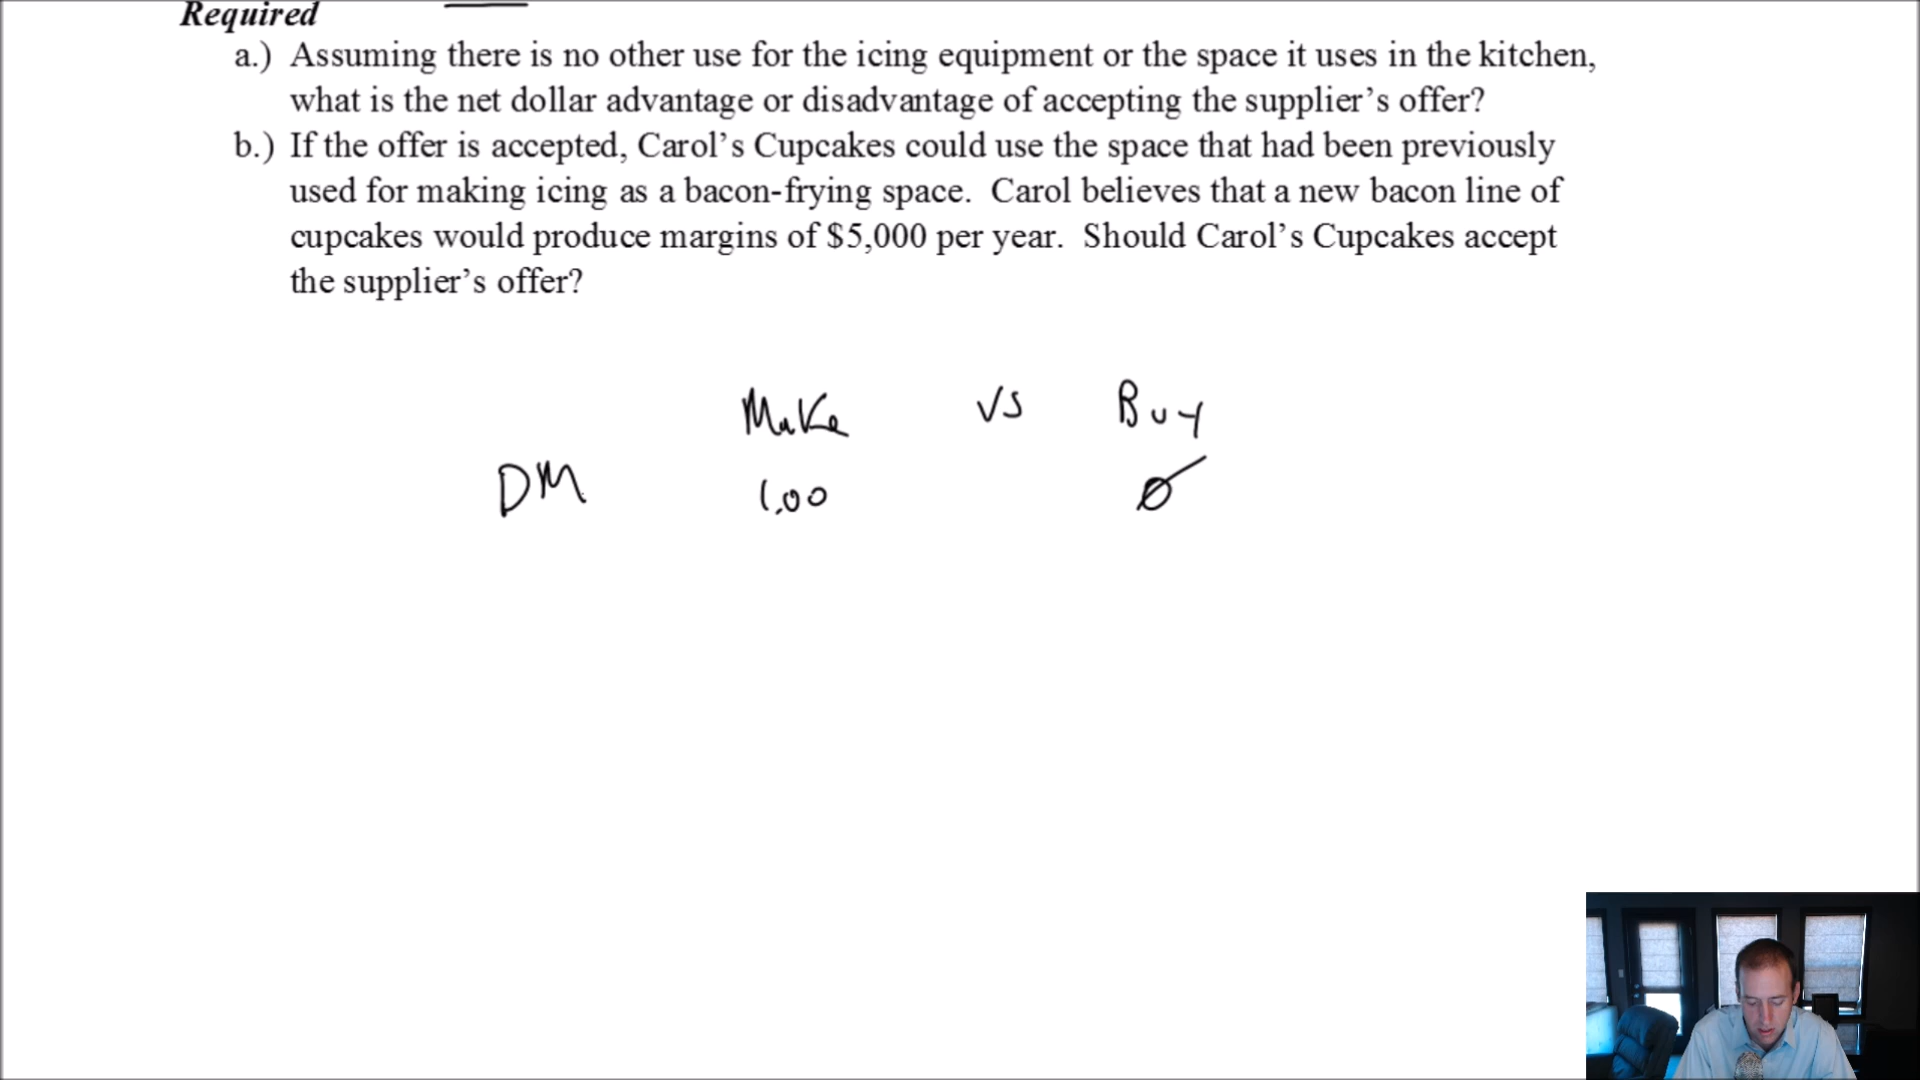 Required
a.) Assuming there is no other use for the icing equipment or the space it uses in the kitchen,
what is the net dollar advantage or disadvantage of accepting the supplier’s offer?
b.) If the offer is accepted, Carol’s Cupcakes could use the space that had been previously
used for making icing as a bacon-frying space. Carol believes that a new bacon line of
cupcakes would produce margins of $5,000 per year. Should Carol’s Cupcakes accept
the supplier’s offer?
Make vs Buy
DM 1.00 Ø